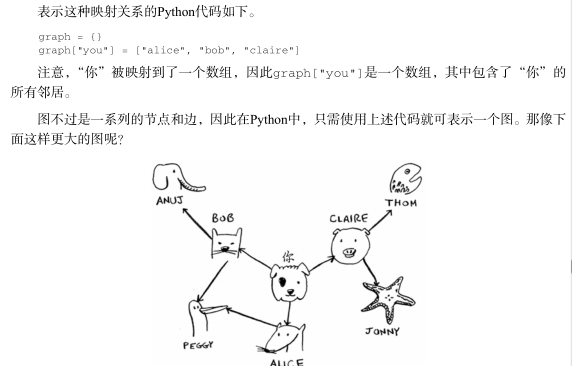 表示这种映射关系的Python代码如下。
graph = {}
graph["you"] = ["alice", "bob", "claire"]
注意，“你”被映射到了一个数组，因此graph["you"]是一个数组，其中包含了“你”的
所有邻居。
图不过是一系列的节点和边，因此在Python中，只需使用上述代码就可表示一个图。那像下
面这样更大的图呢？
ANUJ
THOM
BOB
CLAIRE
你
JONNY
PEGGY
ALICE